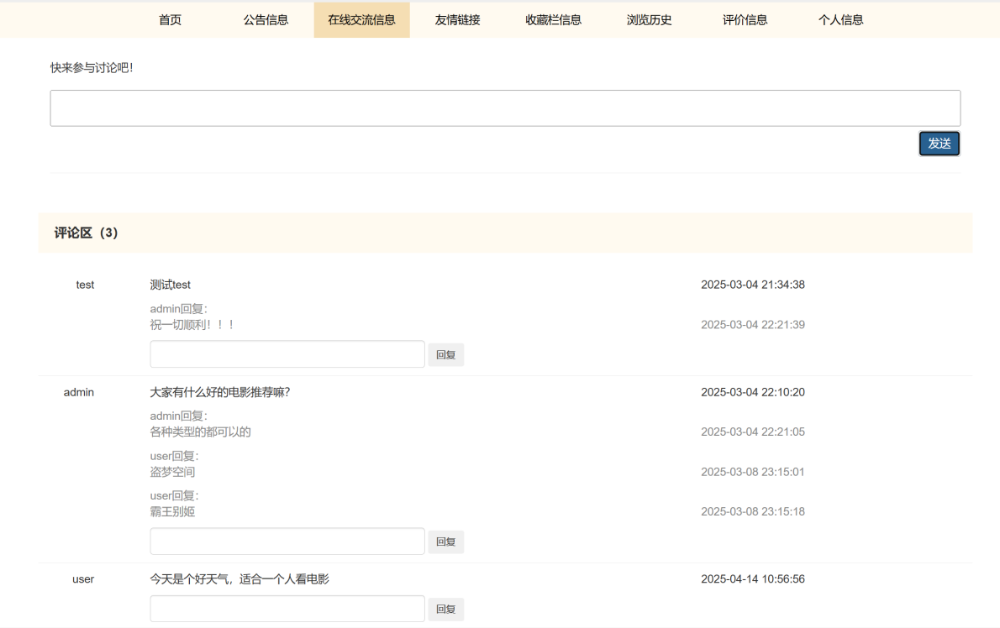 首页 公告信息 在线交流信息 友情链接 收藏栏信息 浏览历史 评价信息 个人信息
快来参与讨论吧！
发送
评论区（3）
test 测试test 2025-03-04 21:34:38
admin回复：
祝一切顺利！！！ 2025-03-04 22:21:39
回复
admin 大家有什么好的电影推荐嘛？ 2025-03-04 22:10:20
admin回复：
各种类型的都可以的 2025-03-04 22:21:05
user回复：
盗梦空间 2025-03-08 23:15:01
user回复：
霸王别姬 2025-03-08 23:15:18
回复
user 今天是个好天气，适合一个人看电影 2025-04-14 10:56:56
回复